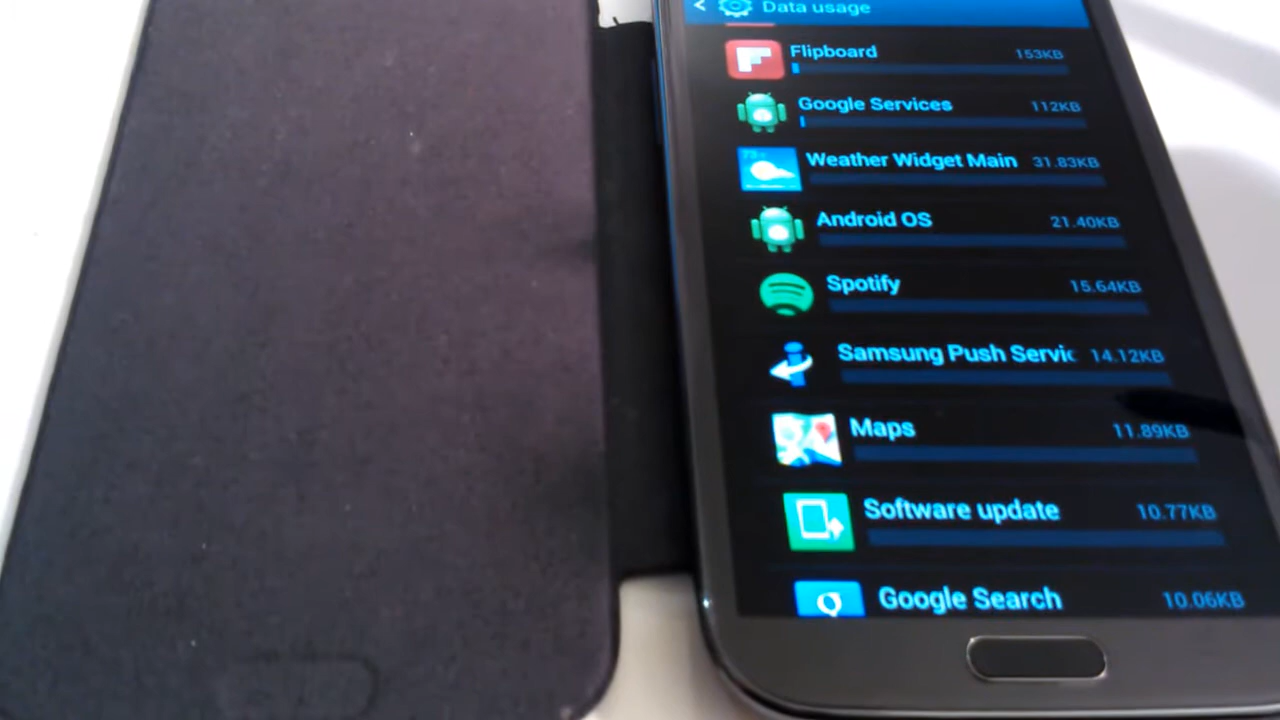 Data usage
Flipboard 153KB
Google Services 112KB
Weather Widget Main 31.83KB
Android OS 21.40KB
Spotify 15.64KB
Samsung Push Servic 14.12KB
Maps 11.89KB
Software update 10.77KB
Google Search 10.06KB